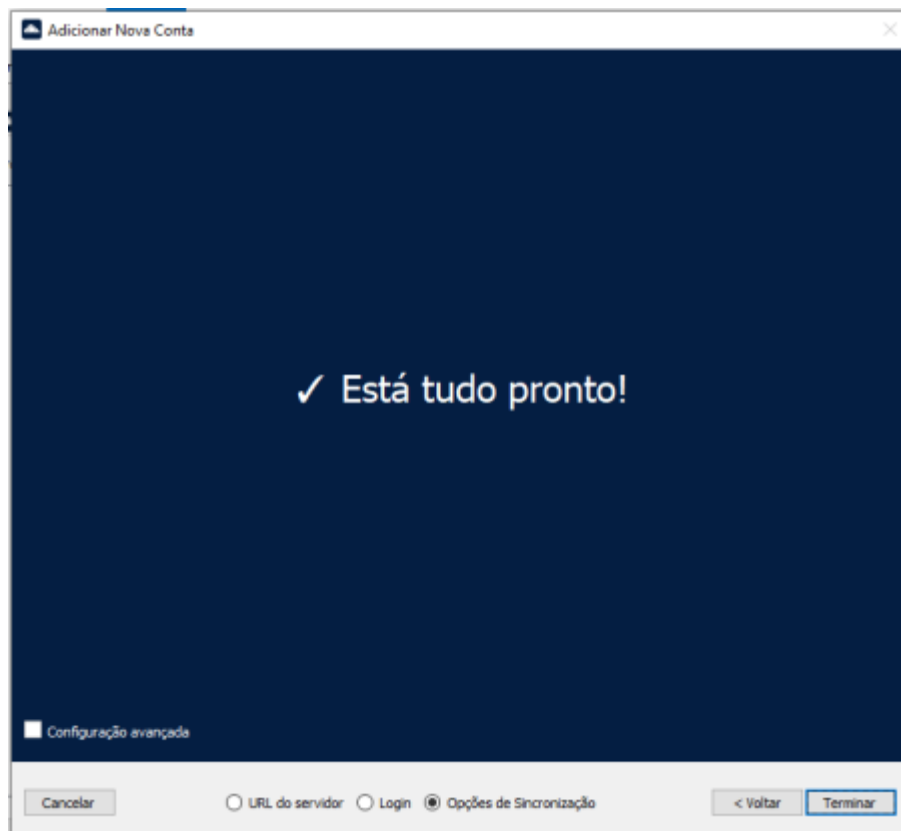 Adicionar Nova Conta
✓ Está tudo pronto!
Configuração avançada
Cancelar
URL do servidor
Login
Opções de Sincronização
< Voltar
Terminar